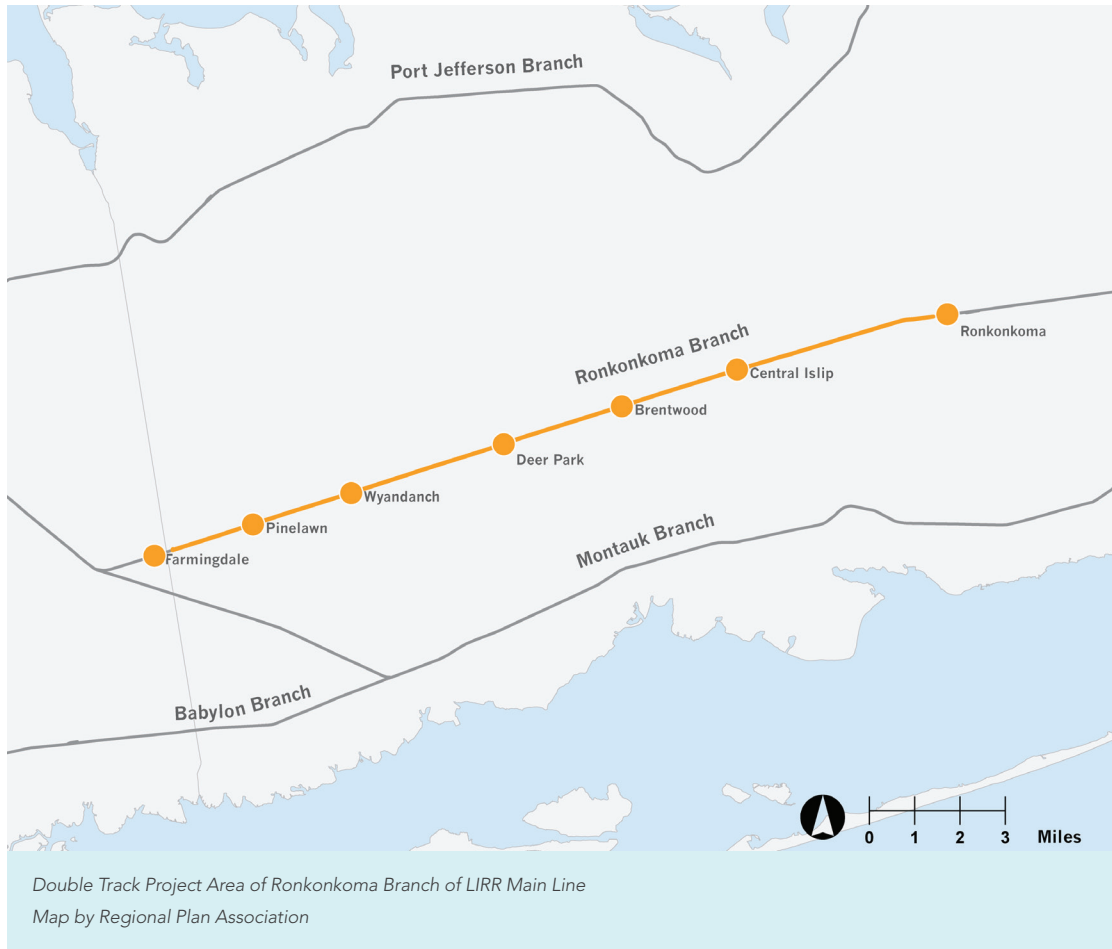 Port Jefferson Branch
Ronkonkoma Branch
Ronkonkoma
Central Islip
Brentwood
Deer Park
Wyandanch
Pinelawn
Farmingdale
Montauk Branch
Babylon Branch
0 1 2 3 Miles
Double Track Project Area of Ronkonkoma Branch of LIRR Main Line
Map by Regional Plan Association